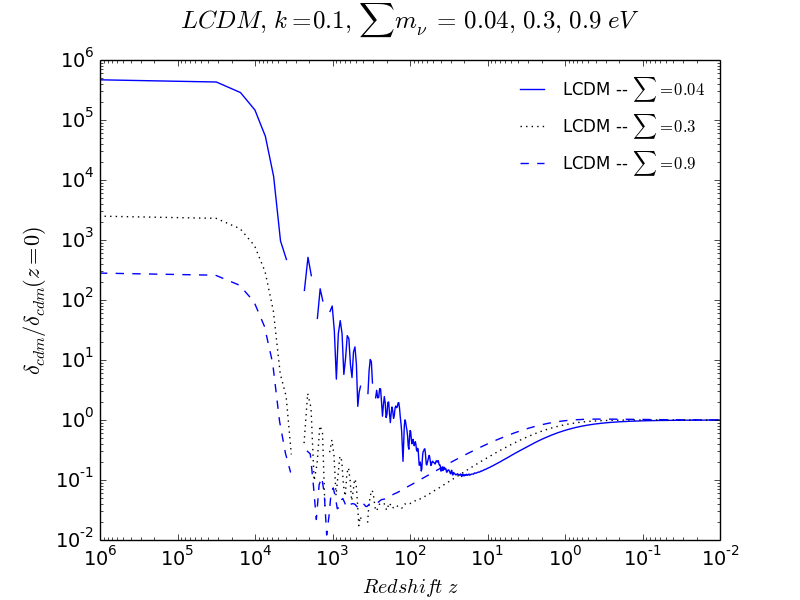 LCDM, k=0.1, ∑m_ν = 0.04, 0.3, 0.9 eV
10^6
10^5
10^4
10^3
10^2
10^1
10^0
10^-1
10^-2
δ_cdm/δ_cdm(z=0)
LCDM -- ∑=0.04
LCDM -- ∑=0.3
LCDM -- ∑=0.9
10^6 10^5 10^4 10^3 10^2 10^1 10^0 10^-1 10^-2
Redshift z